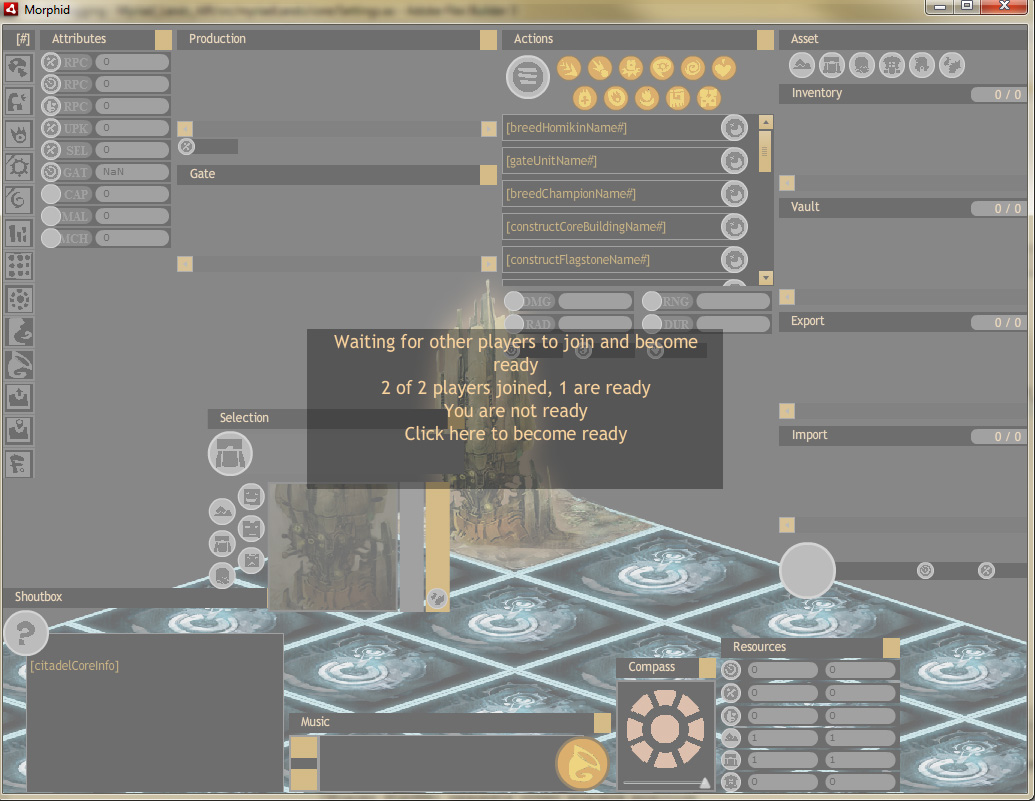 Morphid
[#]
Attributes
RPC 0
RPC 0
RPC 0
UPK 0
SEL 0
GAT NaN
CAP 0
MAL 0
MCH 0
Production
Gate
Actions
[breedHomikinName#]
[gateUnitName#]
[breedChampionName#]
[constructCoreBuildingName#]
[constructFlagstoneName#]
DMG
RNG
RAD
DUR
Asset
Inventory 0 / 0
Vault 0 / 0
Export 0 / 0
Import 0 / 0
Waiting for other players to join and become
ready
2 of 2 players joined, 1 are ready
You are not ready
Click here to become ready
Selection
Shoutbox
[citadelCoreInfo]
Music
Compass
Resources
0 0
0 0
0 0
1 1
1 1
0 0